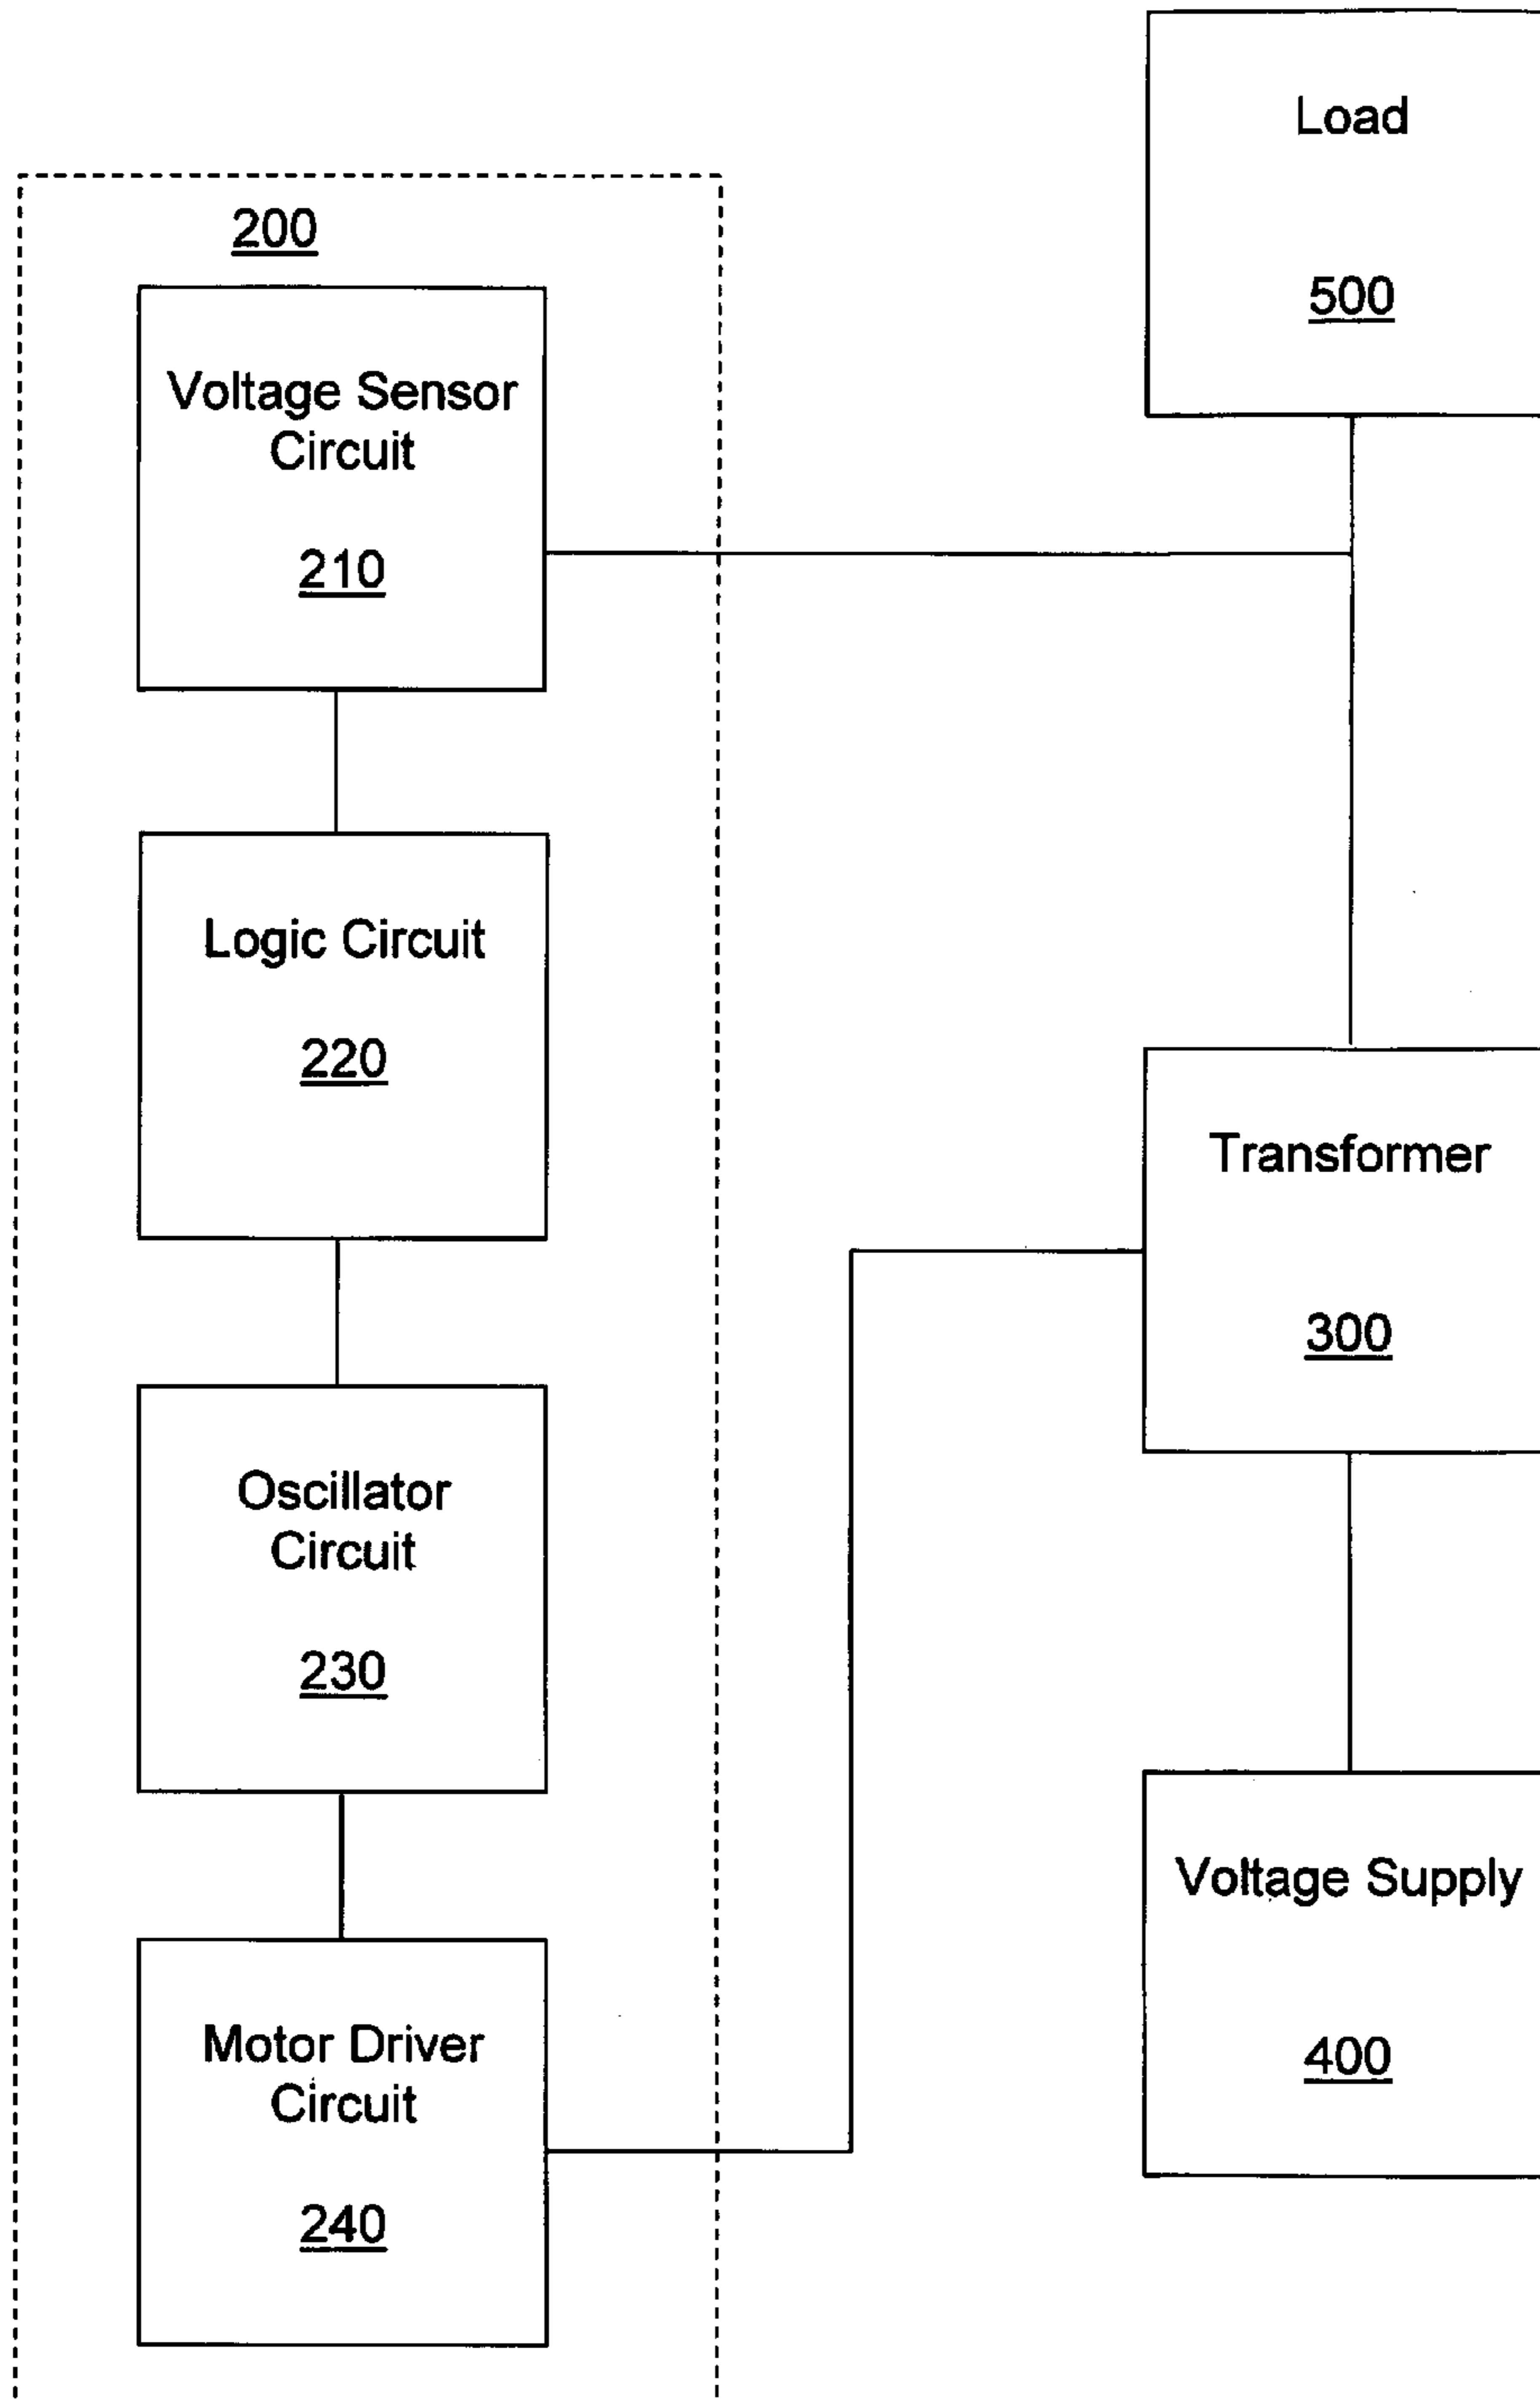 Load
500
200
Voltage Sensor
Circuit
210
Logic Circuit
220
Transformer
300
Oscillator
Circuit
230
Voltage Supply
400
Motor Driver
Circuit
240